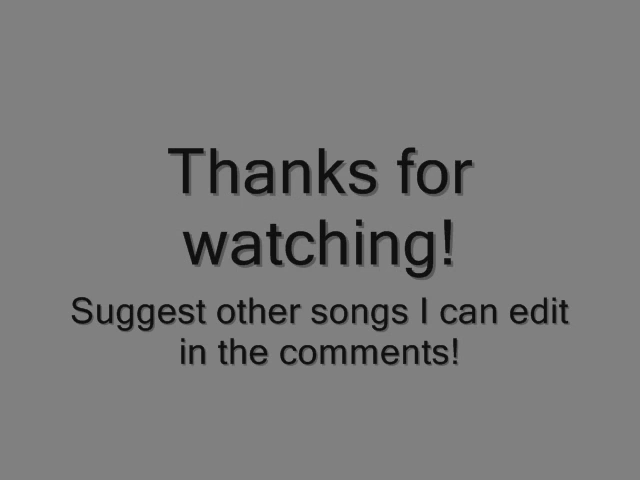 Thanks for
watching!
Suggest other songs I can edit
in the comments!